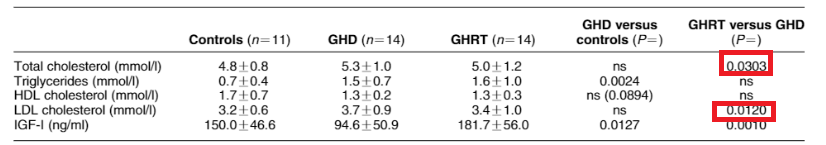 GHD versus GHRT versus GHD
Controls (n=11) GHD (n=14) GHRT (n=14) controls (P=) (P=)
Total cholesterol (mmol/l) 4.8±0.8 5.3±1.0 5.0±1.2 ns 0.0303
Triglycerides (mmol/l) 0.7±0.4 1.5±0.7 1.6±1.0 0.0024 ns
HDL cholesterol (mmol/l) 1.7±0.7 1.3±0.2 1.3±0.3 ns (0.0894) ns
LDL cholesterol (mmol/l) 3.2±0.6 3.7±0.9 3.4±1.0 ns 0.0120
IGF-I (ng/ml) 150.0±46.6 94.6±50.9 181.7±56.0 0.0127 0.0010